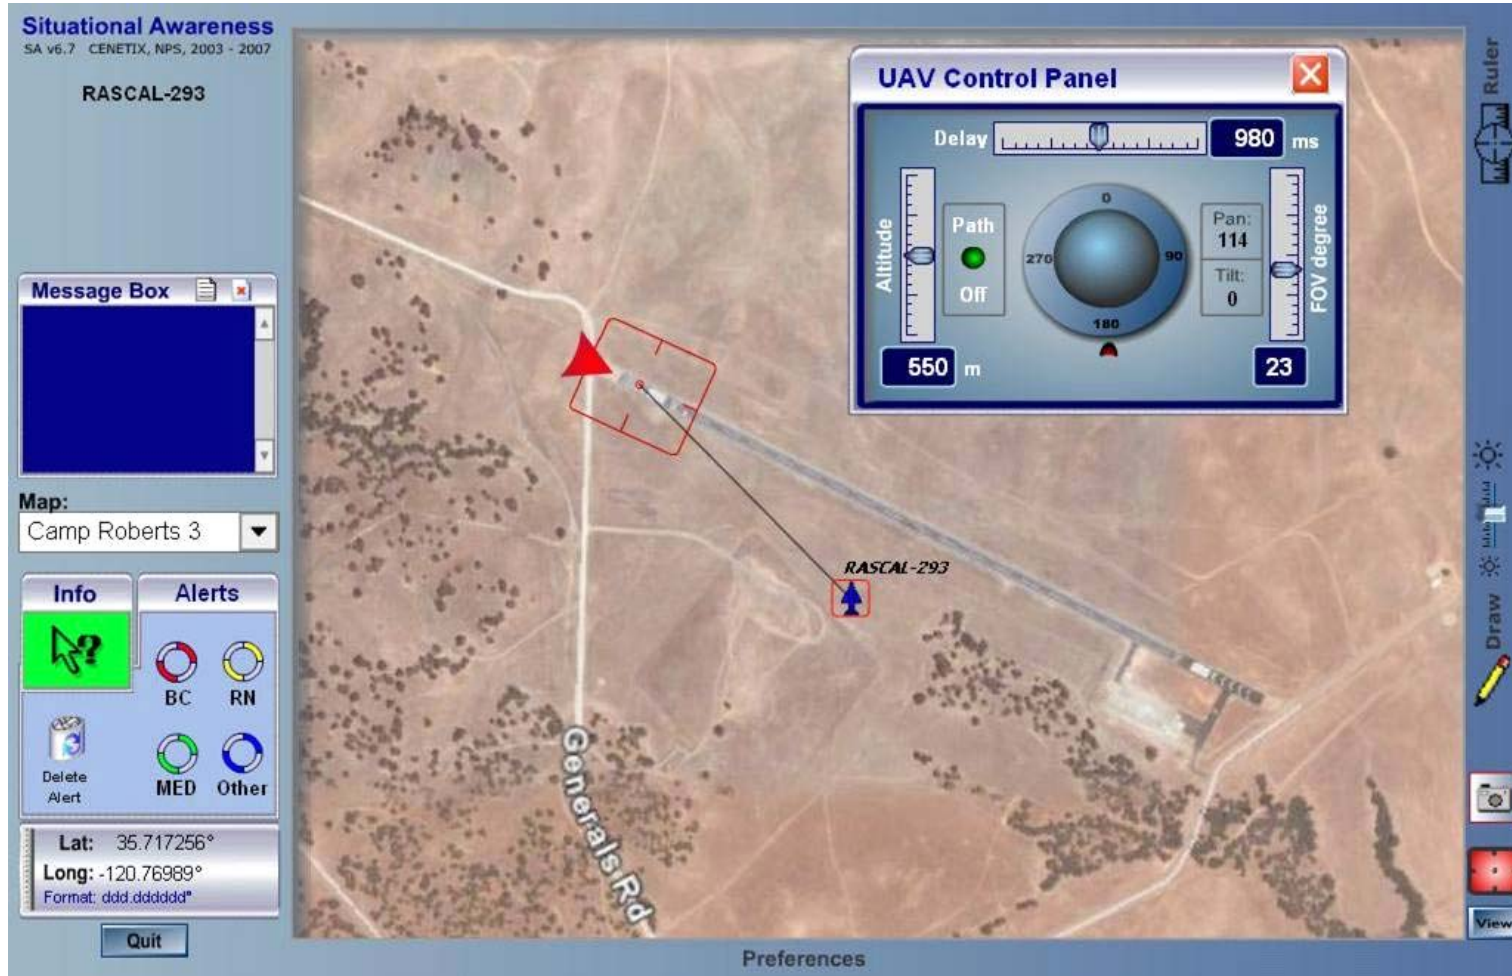 Situational Awareness
SA v6.7 CENETIX, NPS, 2003 - 2007
RASCAL-293
Message Box
Map:
Camp Roberts 3
Info
Alerts
BC
RN
Delete
Alert
MED
Other
Lat: 35.717256°
Long: -120.76989°
Format: ddd.dddddd°
Quit
UAV Control Panel
Delay
980 ms
Altitude
Path
Off
550 m
0
90
180
270
Pan:
114
Tilt:
0
FOV degree
23
RASCAL-293
Generals Rd
Preferences
Ruler
Draw
View